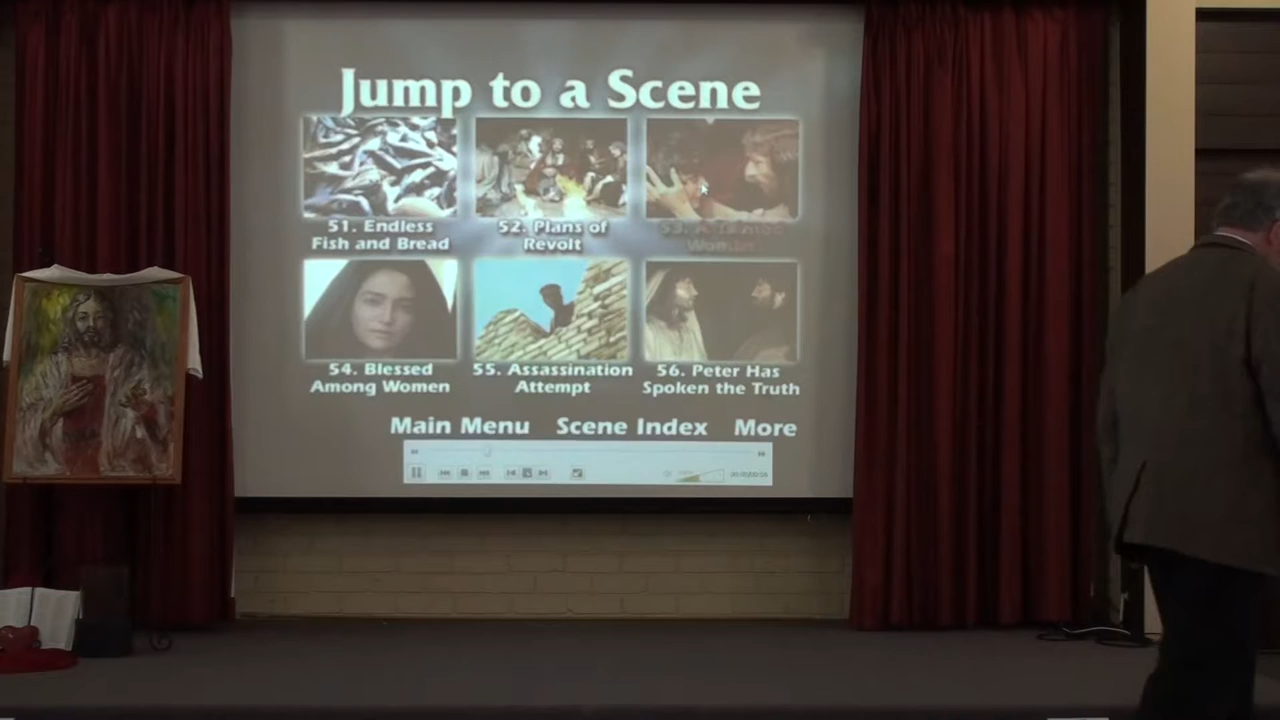 Jump to a Scene
51. Endless
Fish and Bread
52. Plans of
Revolt
53. A
54. Blessed
Among Women
55. Assassination
Attempt
56. Peter Has
Spoken the Truth
Main Menu
Scene Index
More